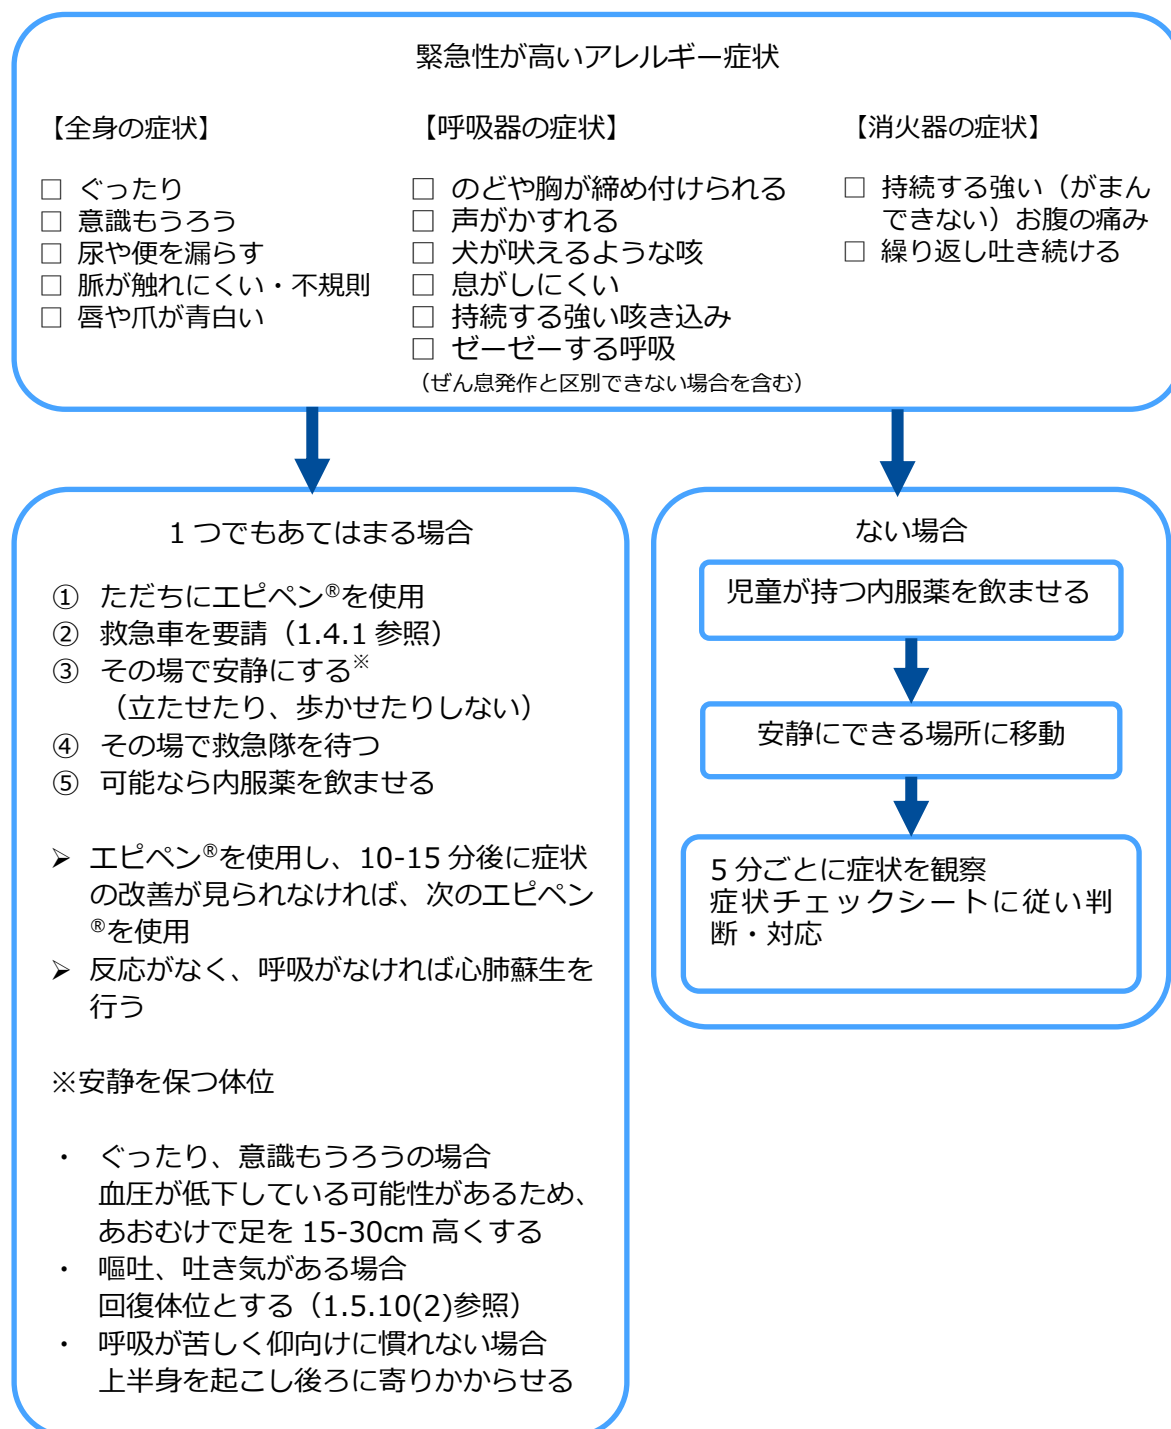 緊急性が高いアレルギー症状
【全身の症状】
□ ぐったり
□ 意識もうろう
□ 尿や便を漏らす
□ 脈が触れにくい・不規則
□ 唇や爪が青白い
【呼吸器の症状】
□ のどや胸が締め付けられる
□ 声がかすれる
□ 犬が吠えるような咳
□ 息がしにくい
□ 持続する強い咳き込み
□ ゼーゼーする呼吸
（ぜん息発作と区別できない場合を含む）
【消火器の症状】
□ 持続する強い（がまん
できない）お腹の痛み
□ 繰り返し吐き続ける
1 つでもあてはまる場合
① ただちにエピペン®を使用
② 救急車を要請（1.4.1 参照）
③ その場で安静にする※
（立たせたり、歩かせたりしない）
④ その場で救急隊を待つ
⑤ 可能なら内服薬を飲ませる
➢ エピペン®を使用し、10-15 分後に症状
の改善が見られなければ、次のエピペン
®を使用
➢ 反応がなく、呼吸がなければ心肺蘇生を
行う
※安静を保つ体位
・ ぐったり、意識もうろうの場合
血圧が低下している可能性があるため、
あおむけで足を 15-30cm 高くする
・ 嘔吐、吐き気がある場合
回復体位とする（1.5.10(2)参照）
・ 呼吸が苦しく仰向けに慣れない場合
上半身を起こし後ろに寄りかからせる
ない場合
児童が持つ内服薬を飲ませる
安静にできる場所に移動
5 分ごとに症状を観察
症状チェックシートに従い判
断・対応